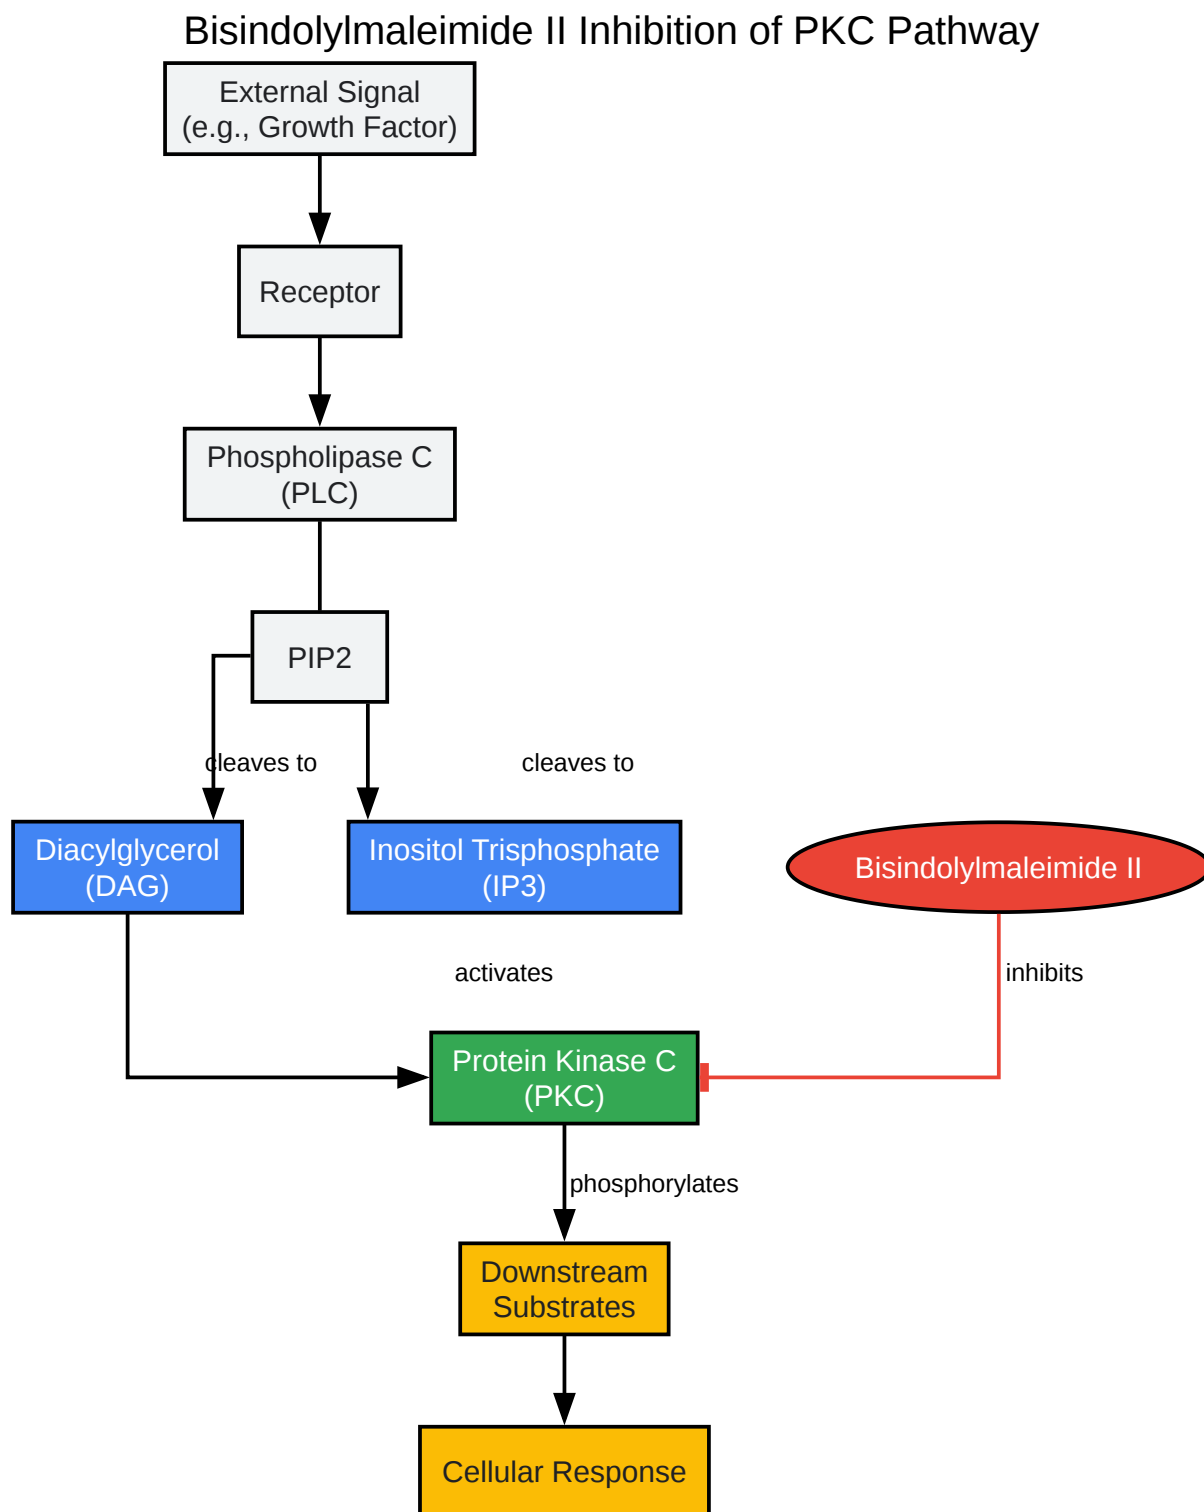 Bisindolylmaleimide II Inhibition of PKC Pathway
External Signal
(e.g., Growth Factor)
Receptor
Phospholipase C
(PLC)
PIP2
cleaves to
cleaves to
Diacylglycerol
(DAG)
Inositol Trisphosphate
(IP3)
Bisindolylmaleimide II
activates
inhibits
Protein Kinase C
(PKC)
phosphorylates
Downstream
Substrates
Cellular Response